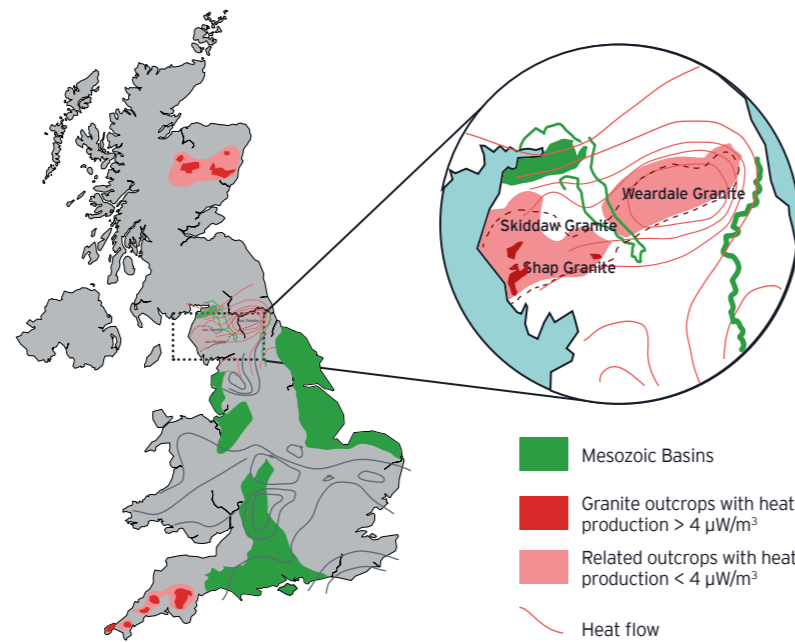 Weardale Granite
Skiddaw Granite
Shap Granite
Mesozoic Basins
Granite outcrops with heat
production > 4 µW/m³
Related outcrops with heat
production < 4 µW/m³
Heat flow